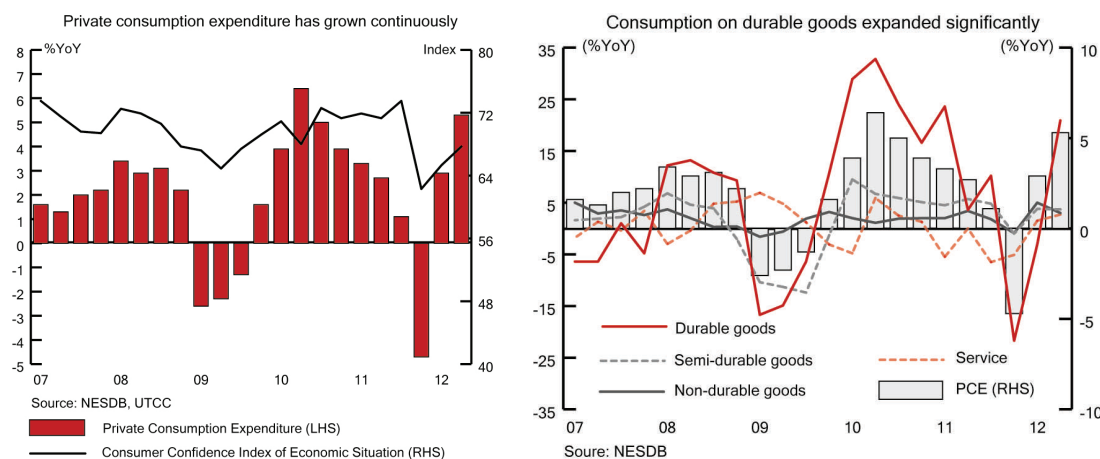 Private consumption expenditure has grown continuously
%YoY
Index
8
7
6
5
4
3
2
1
0
-1
-2
-3
-4
-5
80
72
64
56
48
40
07 08 09 10 11 12
Source: NESDB, UTCC
Private Consumption Expenditure (LHS)
Consumer Confidence Index of Economic Situation (RHS)
Consumption on durable goods expanded significantly
(%YoY)
(%YoY)
35
25
15
5
-5
-15
-25
-35
10
5
0
-5
-10
Durable goods
Semi-durable goods
Service
Non-durable goods
PCE (RHS)
07 08 09 10 11 12
Soure: NESDB